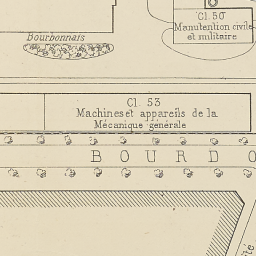 Cl. 50
Manutention civile
et militaire
Bourbonnais
Cl. 53
Machines et appareils de la
Mécanique générale
BOURDO